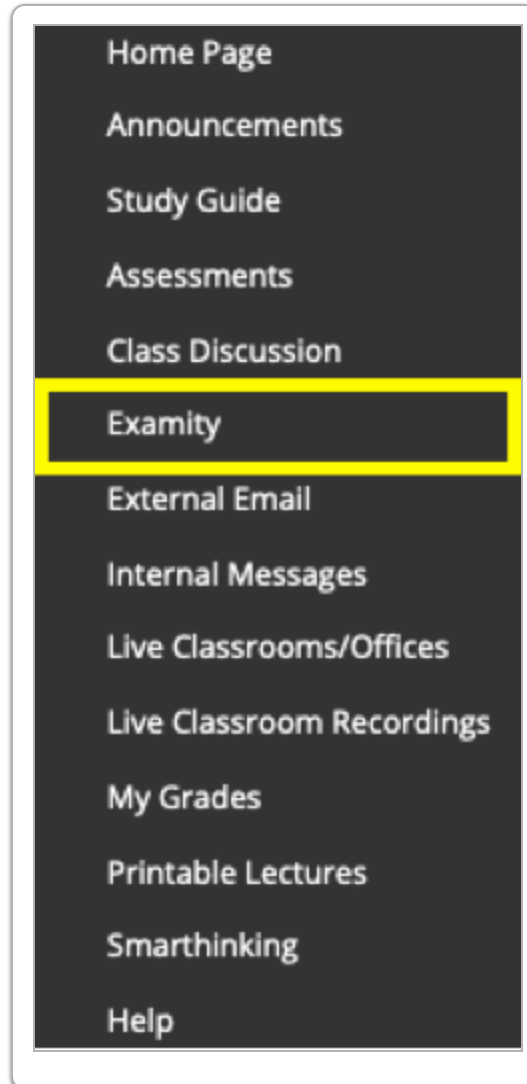 Home Page
Announcements
Study Guide
Assessments
Class Discussion
Examity
External Email
Internal Messages
Live Classrooms/Offices
Live Classroom Recordings
My Grades
Printable Lectures
Smarthinking
Help